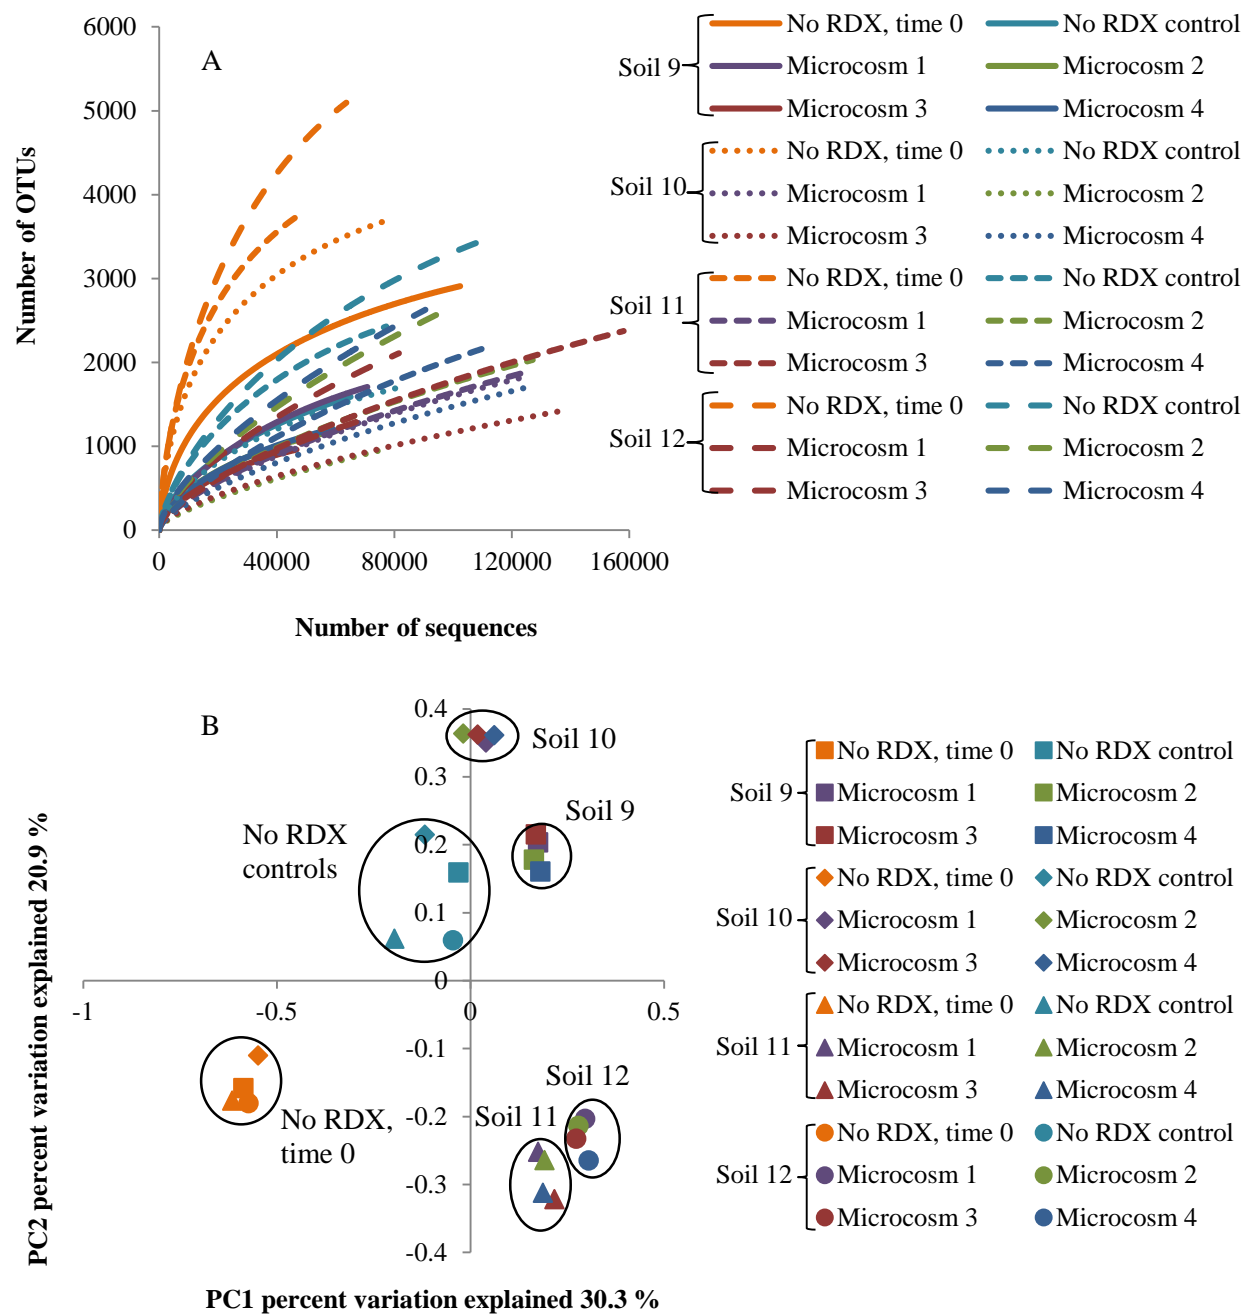 A
6000
5000
4000
3000
2000
1000
0
Number of OTUs
0 40000 80000 120000 160000
Number of sequences
Soil 9
No RDX, time 0 No RDX control
Microcosm 1 Microcosm 2
Microcosm 3 Microcosm 4
Soil 10
No RDX, time 0 No RDX control
Microcosm 1 Microcosm 2
Microcosm 3 Microcosm 4
Soil 11
No RDX, time 0 No RDX control
Microcosm 1 Microcosm 2
Microcosm 3 Microcosm 4
Soil 12
No RDX, time 0 No RDX control
Microcosm 1 Microcosm 2
Microcosm 3 Microcosm 4
B
0.4
0.3
0.2
0.1
0
-0.1
-0.2
-0.3
-0.4
-1 -0.5 0 0.5
PC2 percent variation explained 20.9 %
PC1 percent variation explained 30.3 %
Soil 10
Soil 9
No RDX
controls
No RDX,
time 0
Soil 12
Soil 11
Soil 9
No RDX, time 0 No RDX control
Microcosm 1 Microcosm 2
Microcosm 3 Microcosm 4
Soil 10
No RDX, time 0 No RDX control
Microcosm 1 Microcosm 2
Microcosm 3 Microcosm 4
Soil 11
No RDX, time 0 No RDX control
Microcosm 1 Microcosm 2
Microcosm 3 Microcosm 4
Soil 12
No RDX, time 0 No RDX control
Microcosm 1 Microcosm 2
Microcosm 3 Microcosm 4